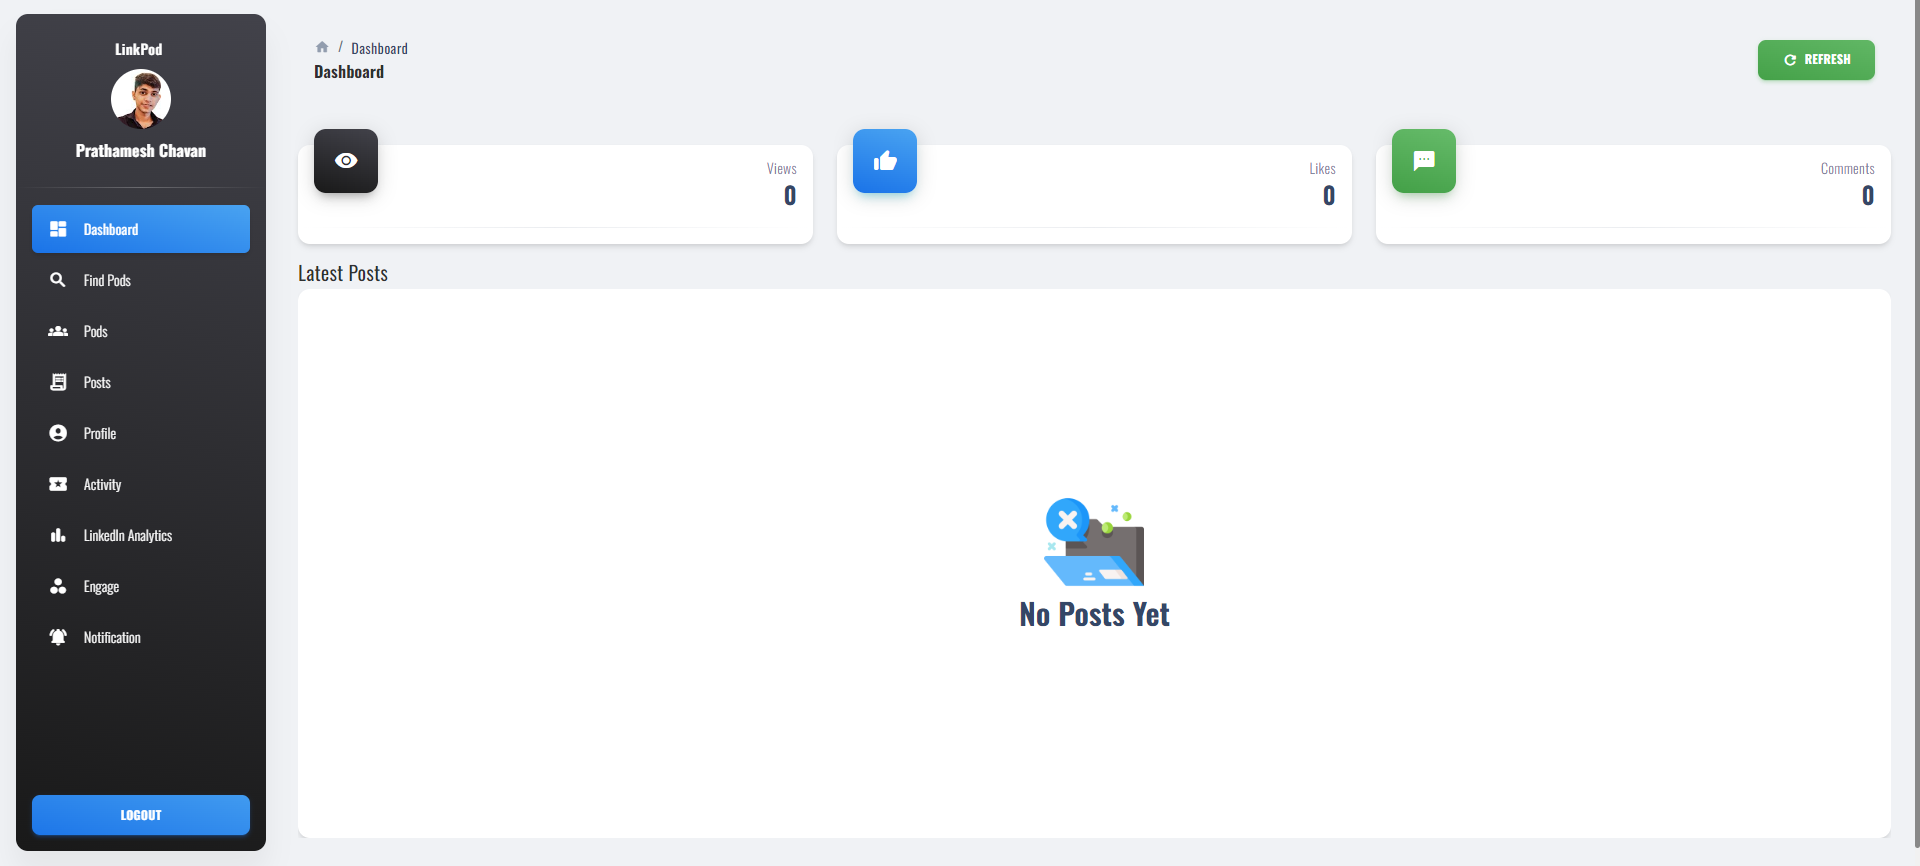 LinkPod
Prathamesh Chavan
Dashboard
Find Pods
Pods
Posts
Profile
Activity
LinkedIn Analytics
Engage
Notification
LOGOUT
/ Dashboard
Dashboard
REFRESH
Views
0
Likes
0
Comments
0
Latest Posts
No Posts Yet